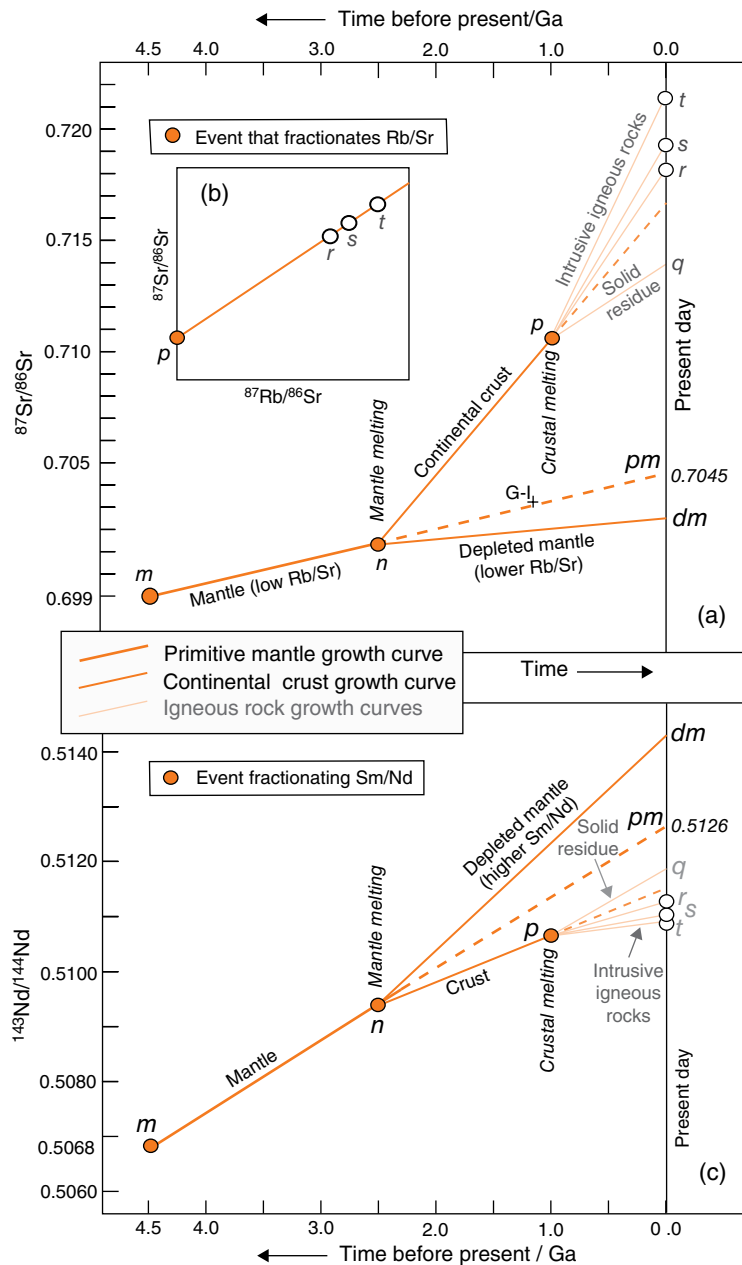 ← Time before present/Ga
4.5 4.0 3.0 2.0 1.0 0.0
0.720
0.715
0.710
0.705
0.699
⁸⁷Sr/⁸⁶Sr
Event that fractionates Rb/Sr
(b)
⁸⁷Sr/⁸⁶Sr
p
r
s
t
⁸⁷Rb/⁸⁶Sr
t
s
r
Intrusive igneous rocks
q
Solid
residue
p
Crustal melting
Continental crust
Mantle melting
Present day
pm
0.7045
G-I
dm
Depleted mantle
(lower Rb/Sr)
n
m
Mantle (low Rb/Sr)
(a)
Primitive mantle growth curve
Continental crust growth curve
Igneous rock growth curves
Time →
0.5140
0.5120
0.5100
0.5080
0.5068
0.5060
¹⁴³Nd/¹⁴⁴Nd
Event fractionating Sm/Nd
dm
Depleted mantle
(higher Sm/Nd)
pm
0.5126
Solid
residue
q
r
s
t
p
Mantle melting
Crust
Crustal melting
Intrusive
igneous
rocks
n
Mantle
m
Present day
(c)
4.5 4.0 3.0 2.0 1.0 0.0
← Time before present / Ga